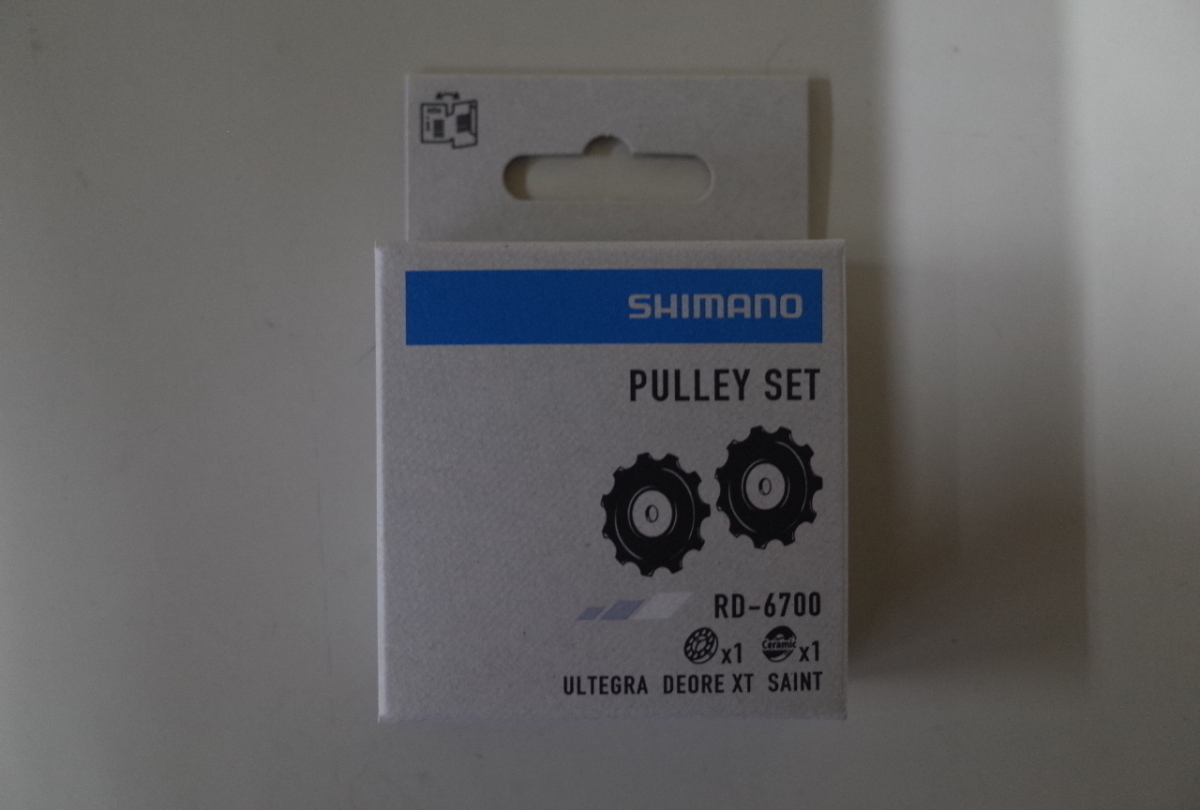 SHIMANO
PULLEY SET
RD-6700
x1 Ceramic x1
ULTEGRA DEORE XT SAINT